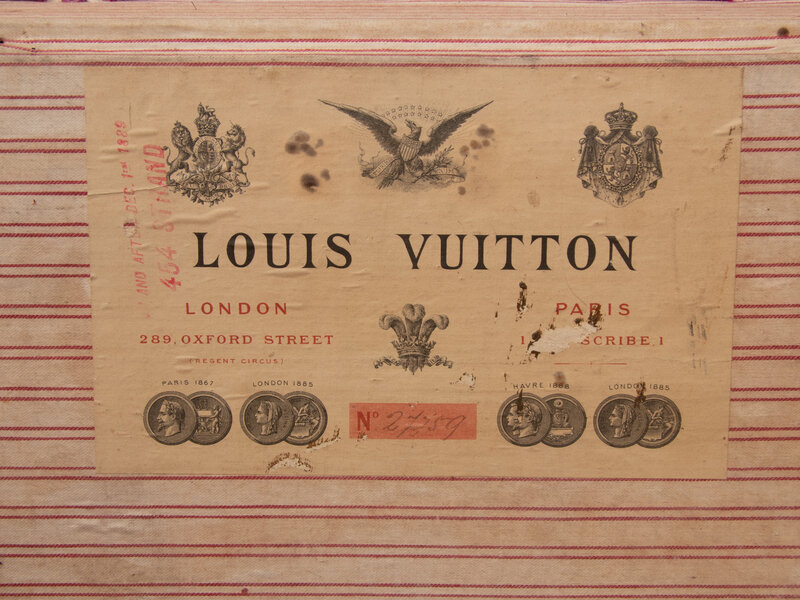 AND AFTER DEC. 1ST 1889
454 STRAND
LOUIS VUITTON
LONDON
PARIS
289, OXFORD STREET
SCRIBE. 1
(REGENT CIRCUS)
PARIS 1867
LONDON 1885
HAVRE 1868
LONDON 1885
Nº